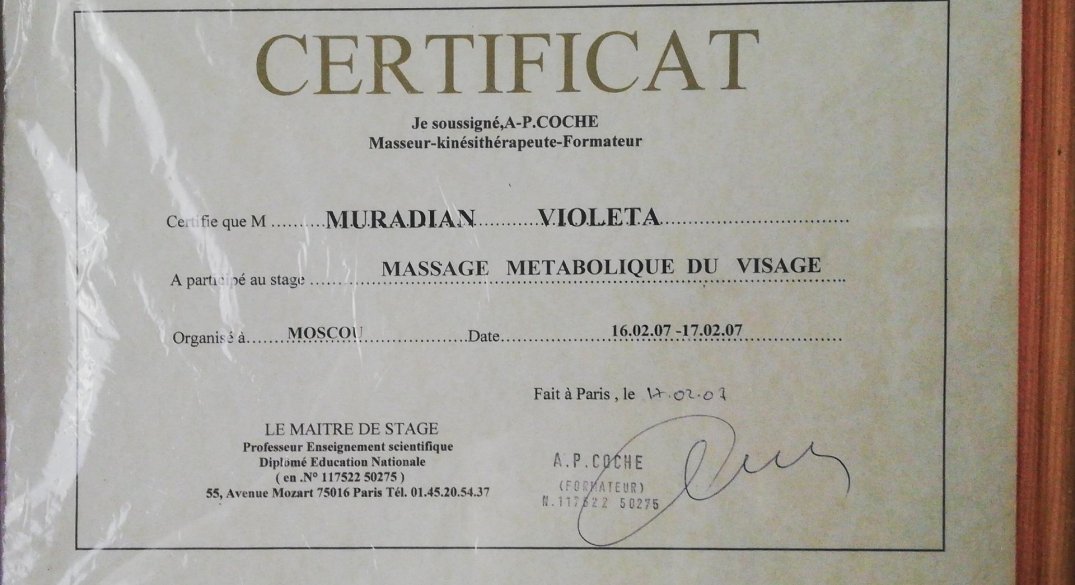 CERTIFICAT
Je soussigné,A-P.COCHE
Masseur-kinésithérapeute-Formateur
Certifie que M ........MURADIAN........VIOLETA........
A participé au stage ........MASSAGE METABOLIQUE DU VISAGE........
Organisé à........MOSCOU........Date........16.02.07 -17.02.07........
Fait à Paris , le 17.02.07
LE MAITRE DE STAGE
Professeur Enseignement scientifique
Diplômé Education Nationale
( en .N° 117522 50275 )
55, Avenue Mozart 75016 Paris Tél. 01.45.20.54.37
A.P.COCHE
(FORMATEUR)
N.117522 50275